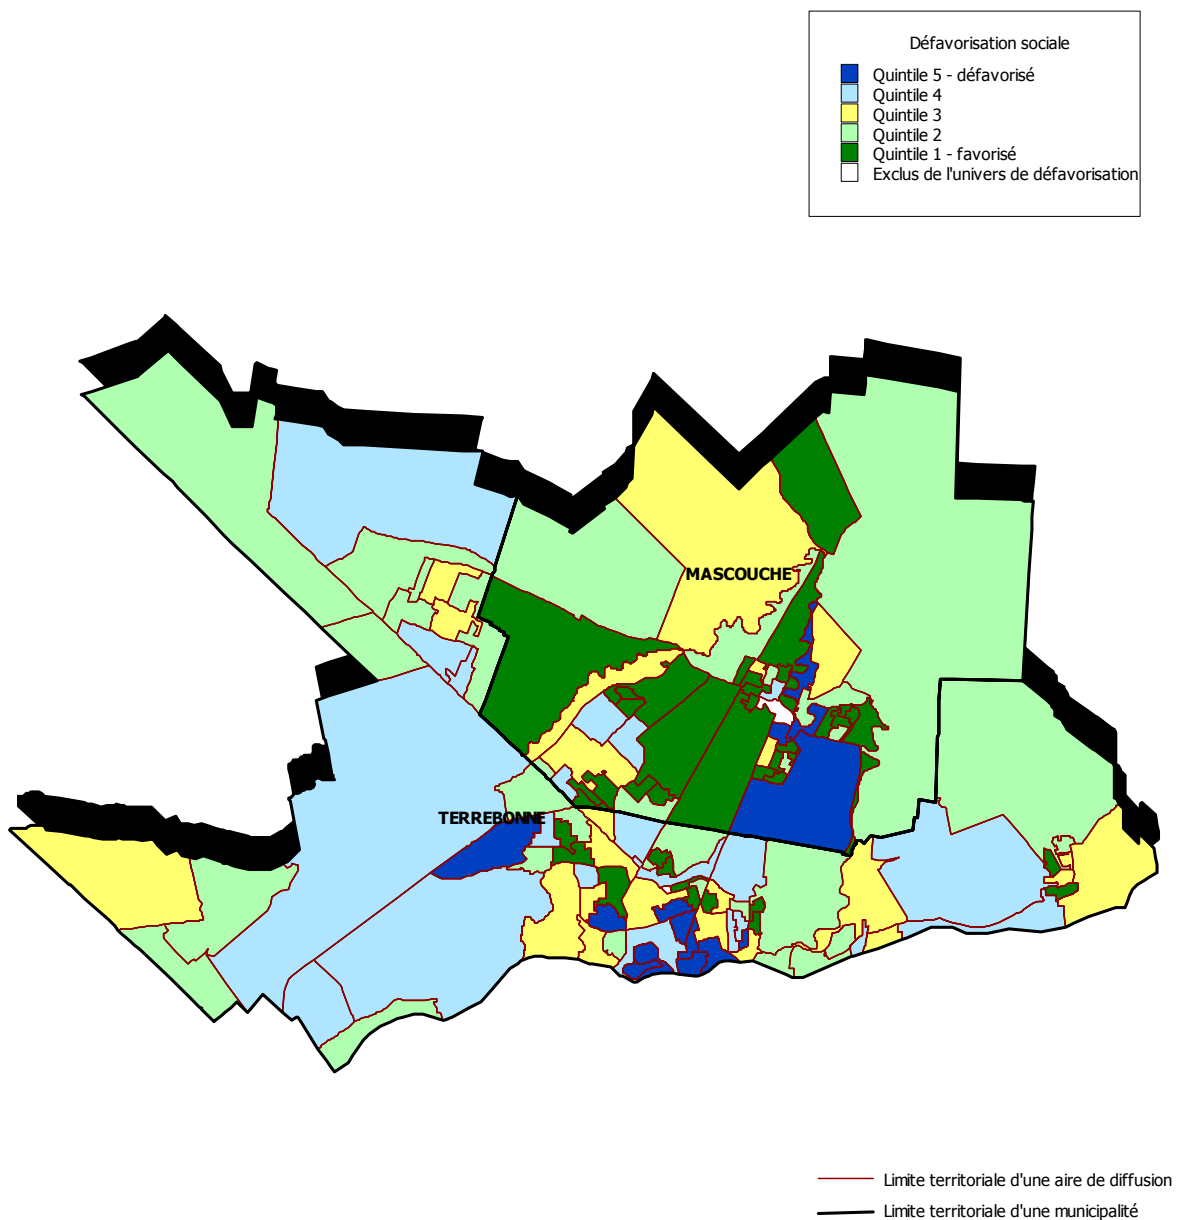 Défavorisation sociale
Quintile 5 - défavorisé
Quintile 4
Quintile 3
Quintile 2
Quintile 1 - favorisé
Exclus de l'univers de défavorisation
MASCOUCHE
TERREBONNE
Limite territoriale d'une aire de diffusion
Limite territoriale d'une municipalité